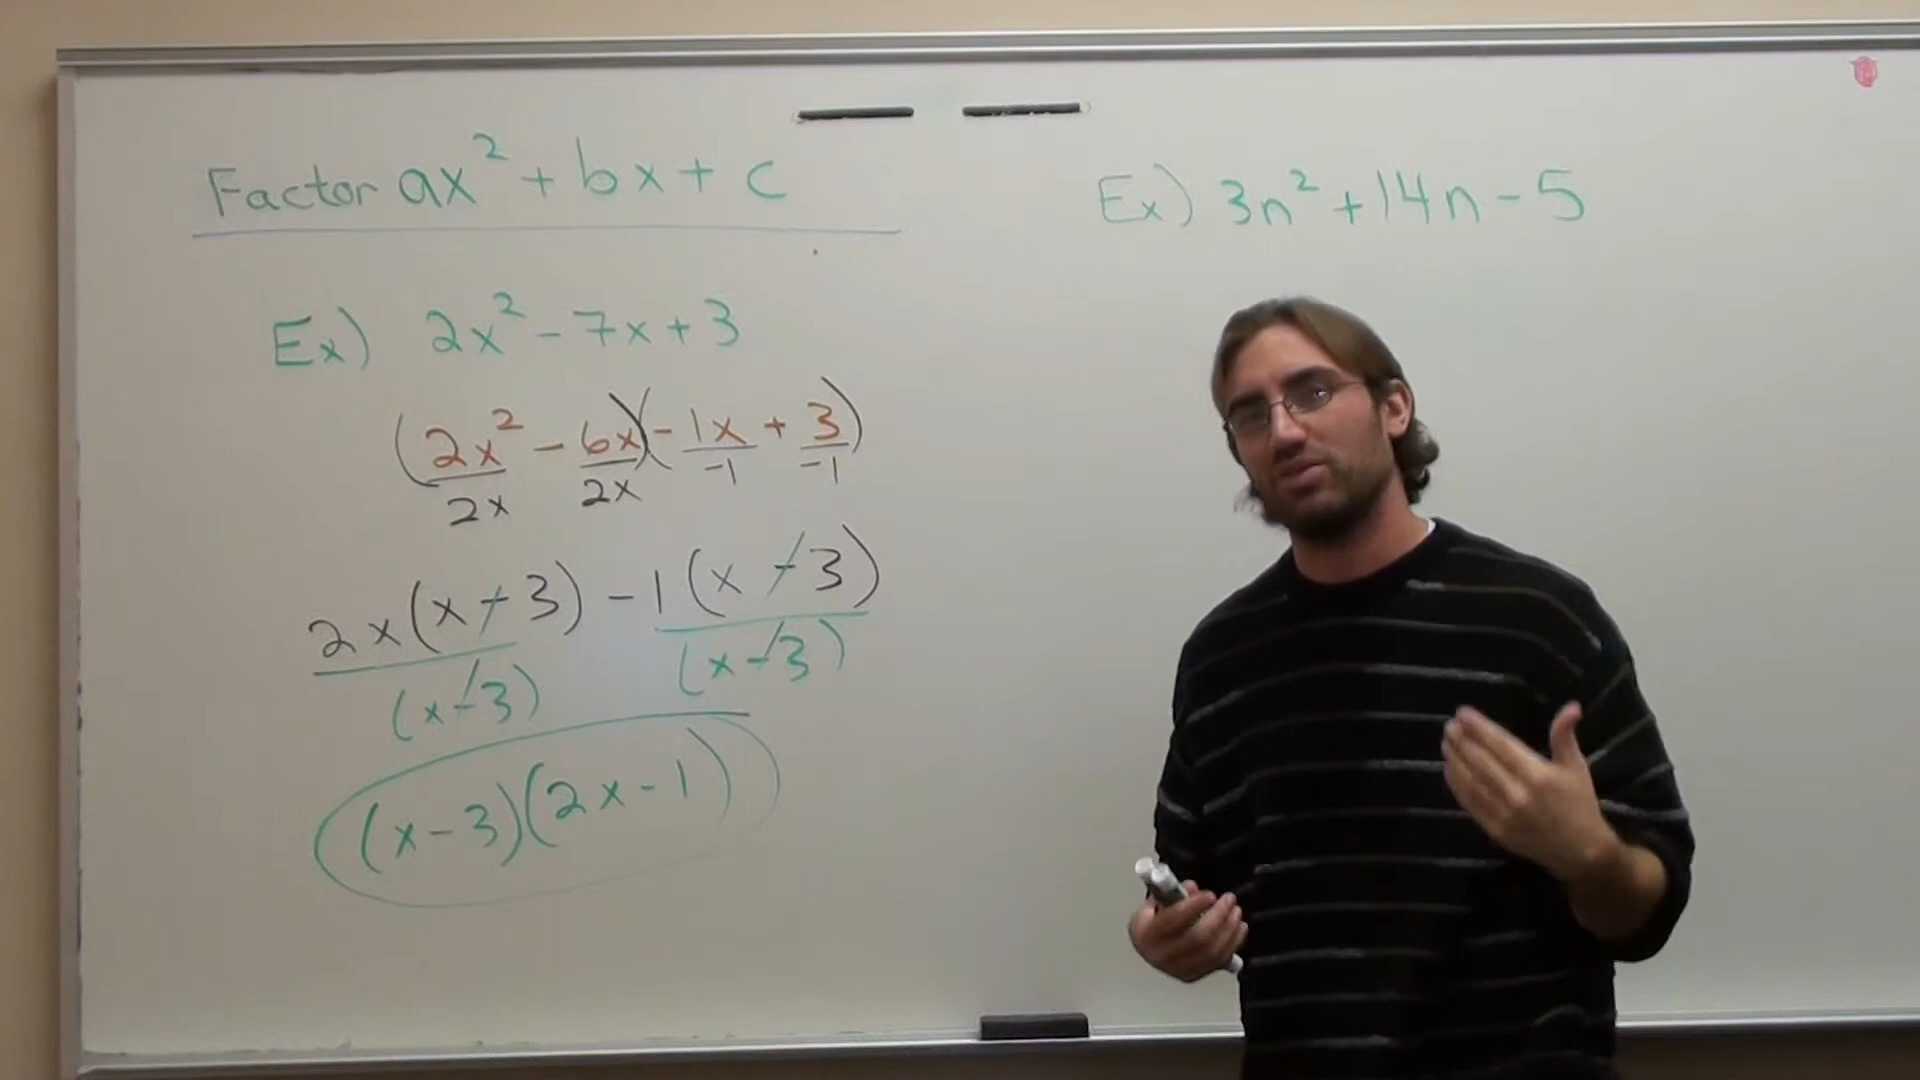 Factor ax² + bx + c
Ex) 2x² - 7x + 3
(2x² - 6x)(- 1x + 3)
2x 2x -1 -1
2x(x - 3) - 1(x - 3)
(x - 3) (x - 3)
(x - 3)(2x - 1)
Ex) 3n² + 14n - 5